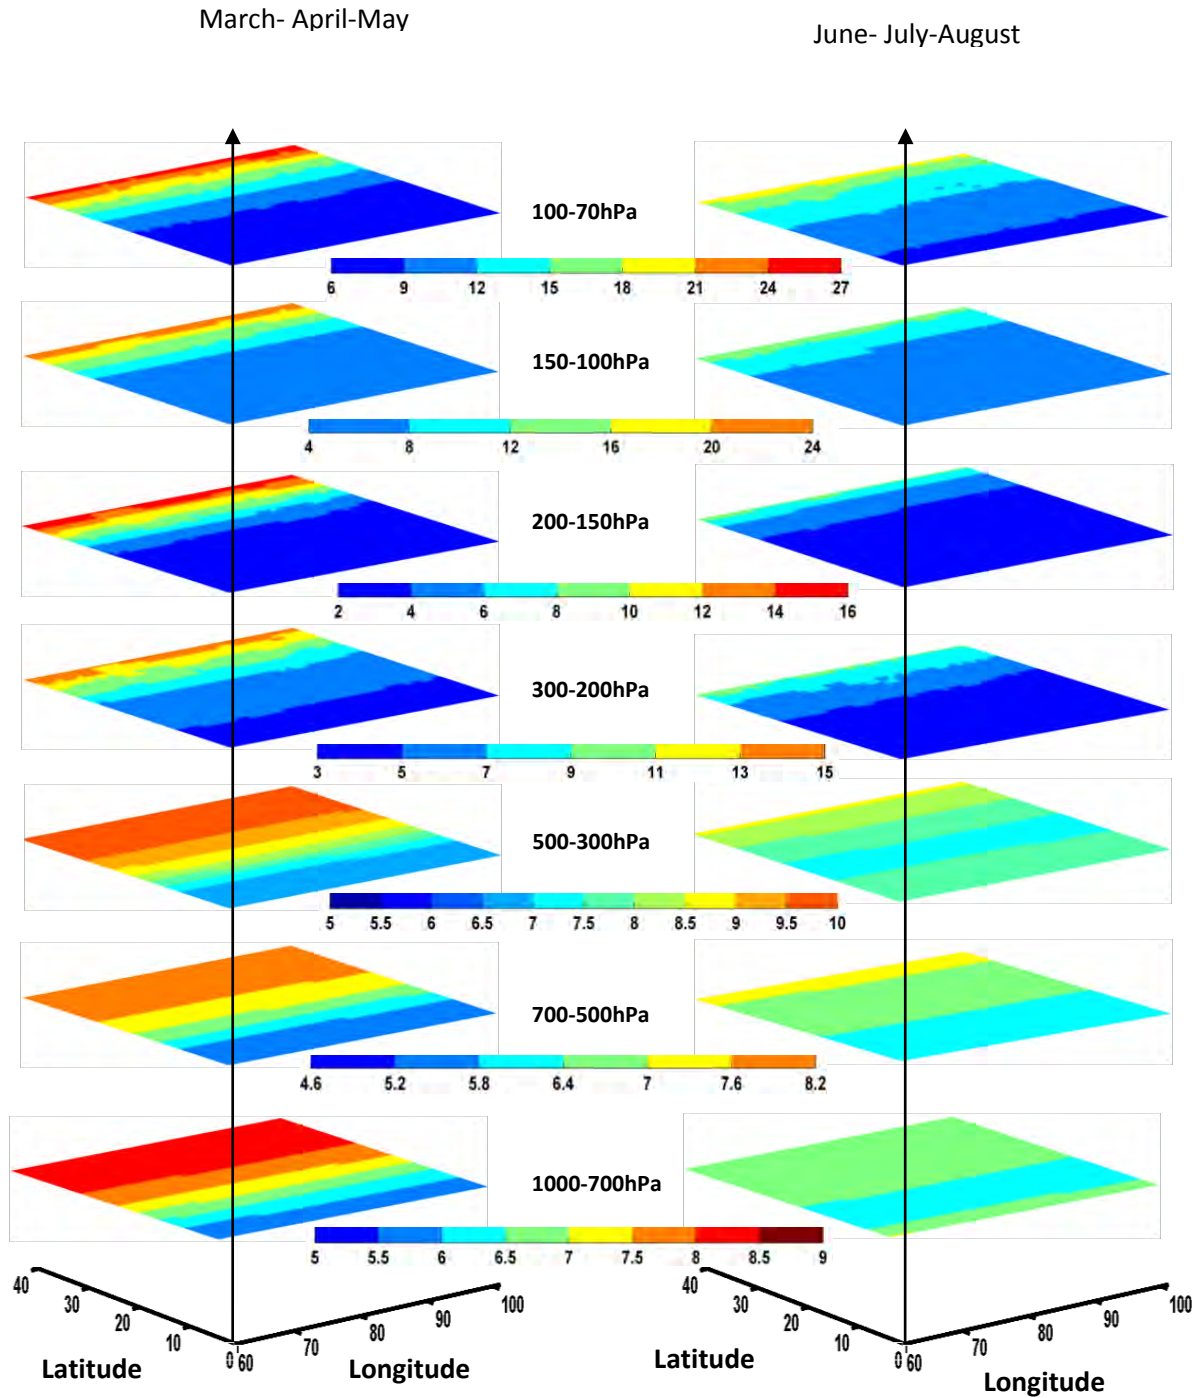 March- April-May
June- July-August
100-70hPa
6 9 12 15 18 21 24 27
150-100hPa
4 8 12 16 20 24
200-150hPa
2 4 6 8 10 12 14 16
300-200hPa
3 5 7 9 11 13 15
500-300hPa
5 5.5 6 6.5 7 7.5 8 8.5 9 9.5 10
700-500hPa
4.6 5.2 5.8 6.4 7 7.6 8.2
1000-700hPa
5 5.5 6 6.5 7 7.5 8 8.5 9
40 30 20 10 0 60 70 80 90 100
Latitude Longitude
40 30 20 10 0 60 70 80 90 100
Latitude Longitude